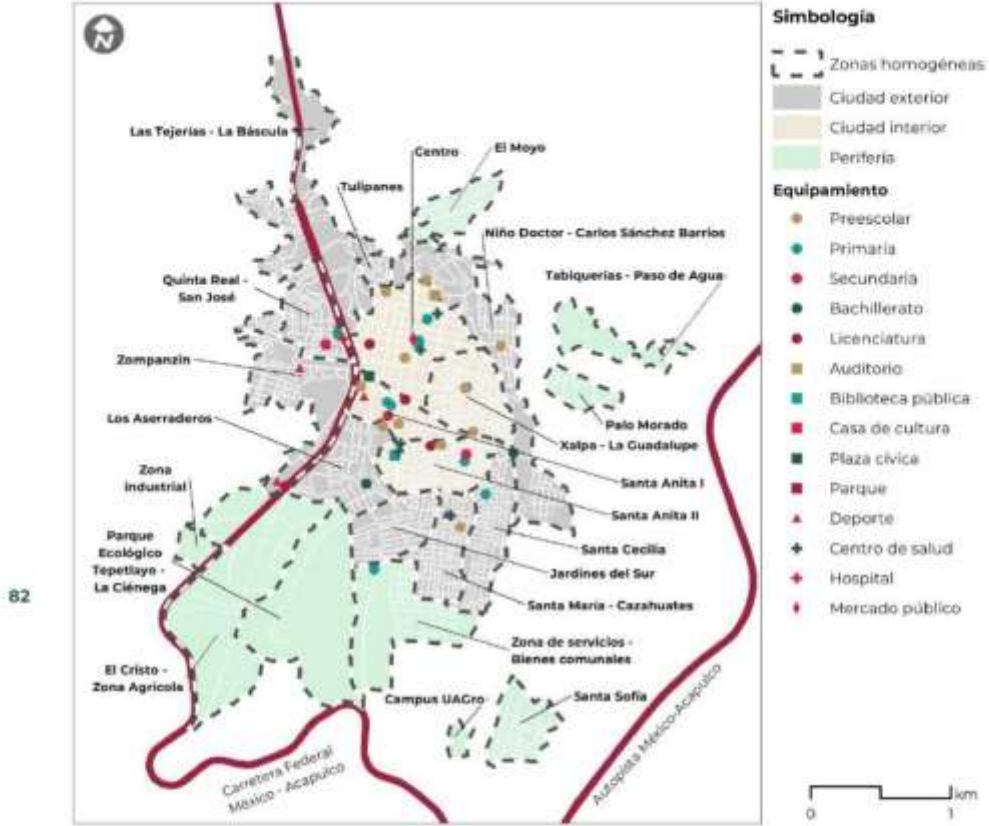 N
Las Tejerías - La Báscula
Centro
El Moyo
Tulipanes
Niño Doctor - Carlos Sánchez Barrios
Tabiquerías - Paso de Agua
Quinta Real -
San José
Zompanzin
Los Aserraderos
Palo Morado
Xalpa - La Guadalupe
Zona
industrial
Santa Anita I
Santa Anita II
Parque
Ecológico
Tepetlayo -
La Ciénega
Santa Cecilia
Jardines del Sur
Santa María - Cazahuates
Zona de servicios -
Bienes comunales
El Cristo -
Zona Agrícola
Campus UAGro
Santa Sofía
Carretera Federal
México - Acapulco
Autopista México-Acapulco
82
Simbología
Zonas homogéneas
Ciudad exterior
Ciudad interior
Periferia
Equipamiento
Preescolar
Primaria
Secundaria
Bachillerato
Licenciatura
Auditorio
Biblioteca pública
Casa de cultura
Plaza cívica
Parque
Deporte
Centro de salud
Hospital
Mercado público
km
0 1